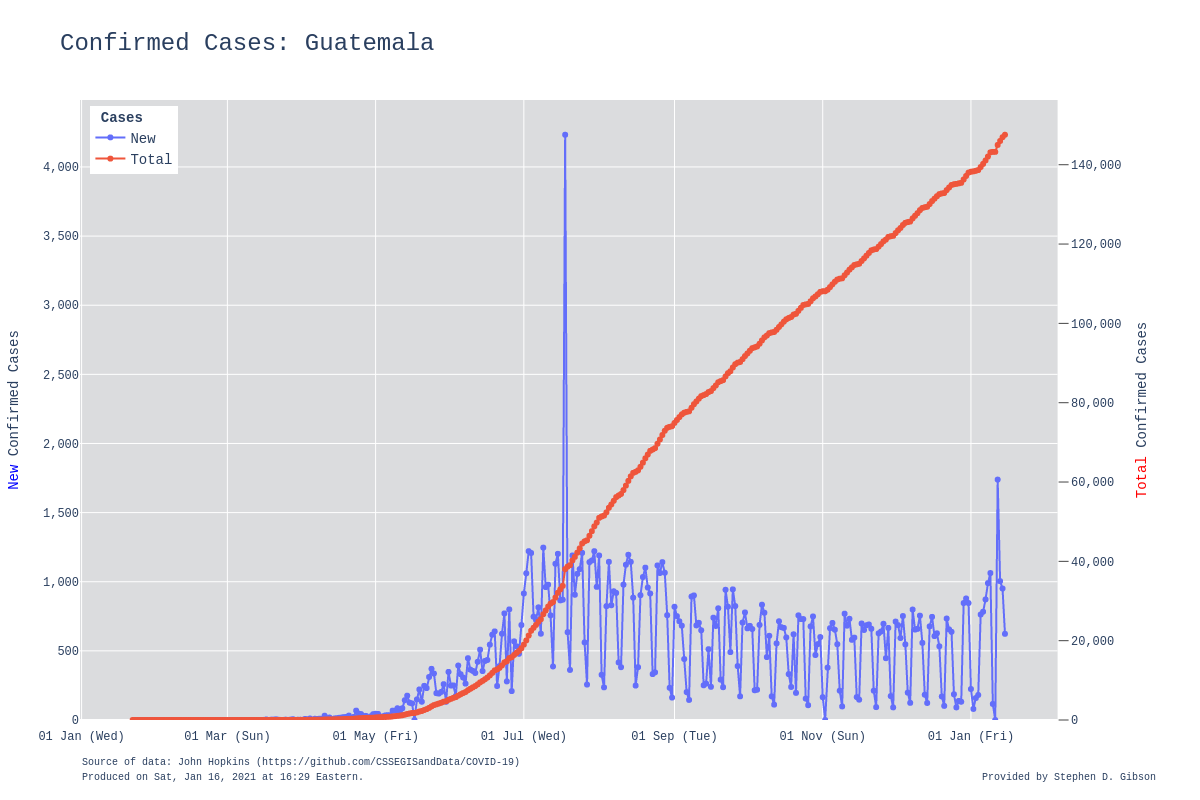 Confirmed Cases: Guatemala
Cases
New
Total
4,000
3,500
3,000
2,500
2,000
1,500
1,000
500
0
New Confirmed Cases
140,000
120,000
100,000
80,000
60,000
40,000
20,000
0
Total Confirmed Cases
01 Jan (Wed) 01 Mar (Sun) 01 May (Fri) 01 Jul (Wed) 01 Sep (Tue) 01 Nov (Sun) 01 Jan (Fri)
Source of data: John Hopkins (https://github.com/CSSEGISandData/COVID-19)
Produced on Sat, Jan 16, 2021 at 16:29 Eastern.
Provided by Stephen D. Gibson